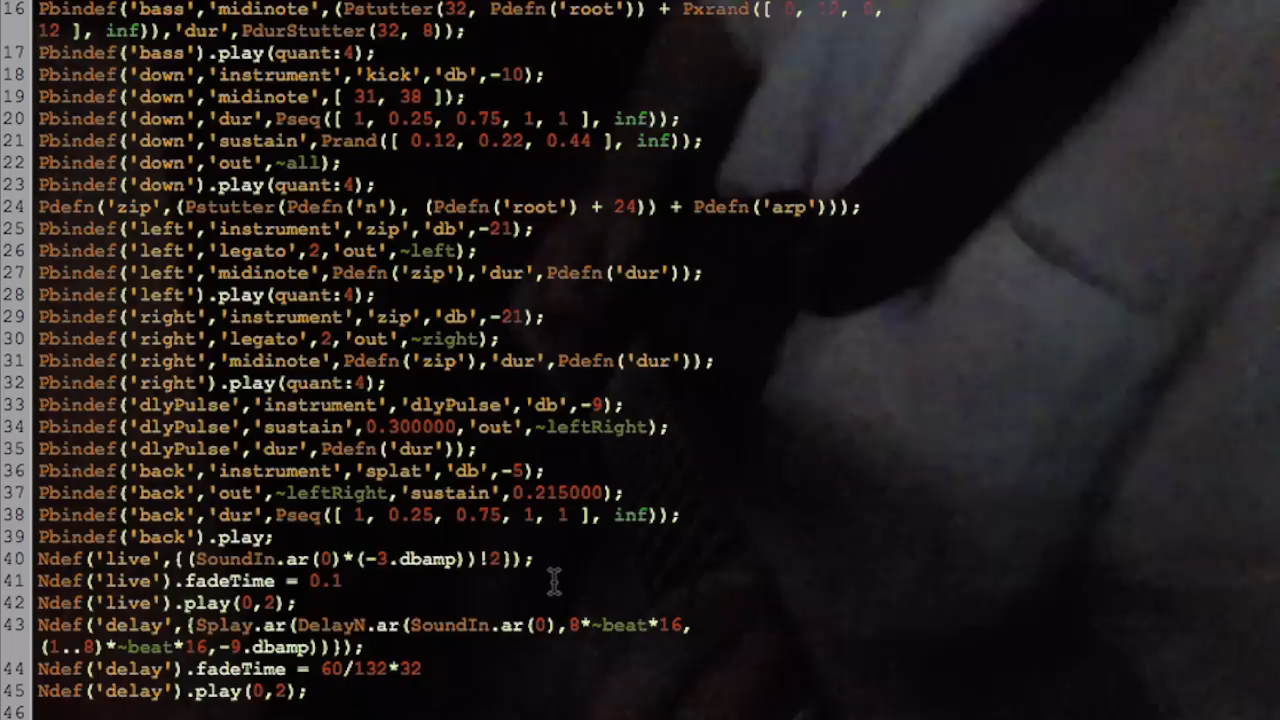 16 Pbindef('bass','midinote',(Pstutter(32, Pdefn('root')) + Pxrand([ 0, 12, 0,
12 ], inf)),'dur',PdurStutter(32, 8));
17 Pbindef('bass').play(quant:4);
18 Pbindef('down','instrument','kick','db',-10);
19 Pbindef('down','midinote',[ 31, 38 ]);
20 Pbindef('down','dur',Pseq([ 1, 0.25, 0.75, 1, 1 ], inf));
21 Pbindef('down','sustain',Prand([ 0.12, 0.22, 0.44 ], inf));
22 Pbindef('down','out',~all);
23 Pbindef('down').play(quant:4);
24 Pdefn('zip',(Pstutter(Pdefn('n'), (Pdefn('root') + 24)) + Pdefn('arp')));
25 Pbindef('left','instrument','zip','db',-21);
26 Pbindef('left','legato',2,'out',~left);
27 Pbindef('left','midinote',Pdefn('zip'),'dur',Pdefn('dur'));
28 Pbindef('left').play(quant:4);
29 Pbindef('right','instrument','zip','db',-21);
30 Pbindef('right','legato',2,'out',~right);
31 Pbindef('right','midinote',Pdefn('zip'),'dur',Pdefn('dur'));
32 Pbindef('right').play(quant:4);
33 Pbindef('dlyPulse','instrument','dlyPulse','db',-9);
34 Pbindef('dlyPulse','sustain',0.300000,'out',~leftRight);
35 Pbindef('dlyPulse','dur',Pdefn('dur'));
36 Pbindef('back','instrument','splat','db',-5);
37 Pbindef('back','out',~leftRight,'sustain',0.215000);
38 Pbindef('back','dur',Pseq([ 1, 0.25, 0.75, 1, 1 ], inf));
39 Pbindef('back').play;
40 Ndef('live',{(SoundIn.ar(0)*(-3.dbamp))!2});
41 Ndef('live').fadeTime = 0.1
42 Ndef('live').play(0,2);
43 Ndef('delay',{Splay.ar(DelayN.ar(SoundIn.ar(0),8*~beat*16,
(1..8)*~beat*16,-9.dbamp))});
44 Ndef('delay').fadeTime = 60/132*32
45 Ndef('delay').play(0,2);
46